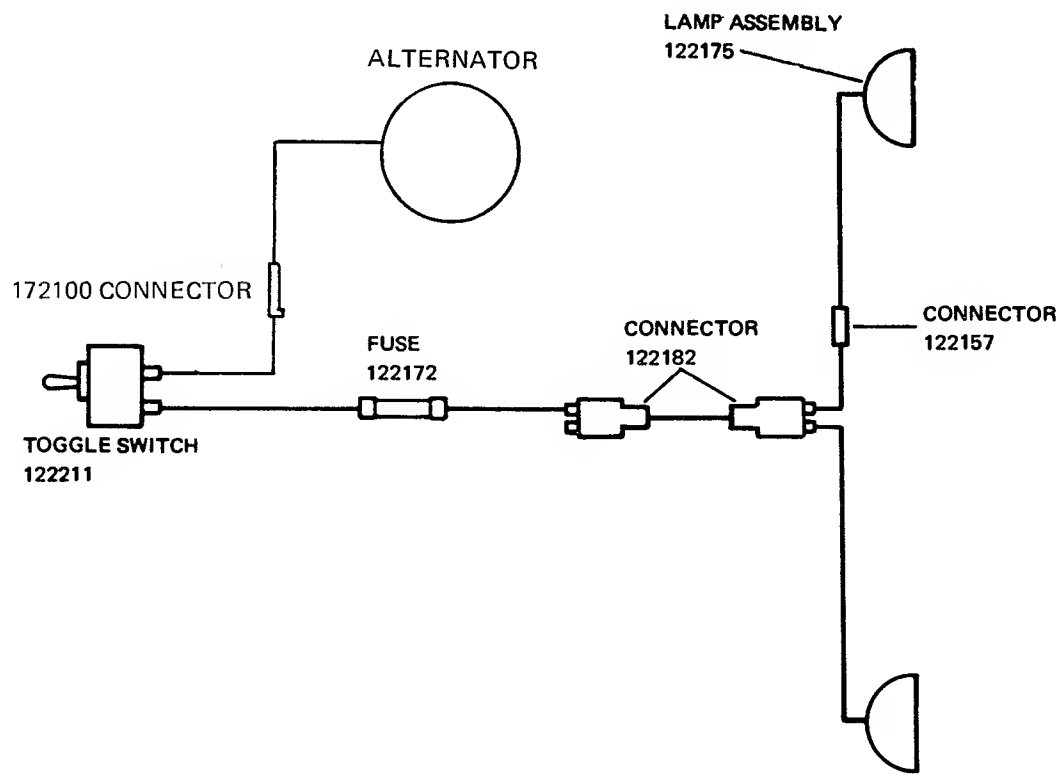 LAMP ASSEMBLY
122175
ALTERNATOR
172100 CONNECTOR
CONNECTOR
122157
FUSE
122172
CONNECTOR
122182
TOGGLE SWITCH
122211